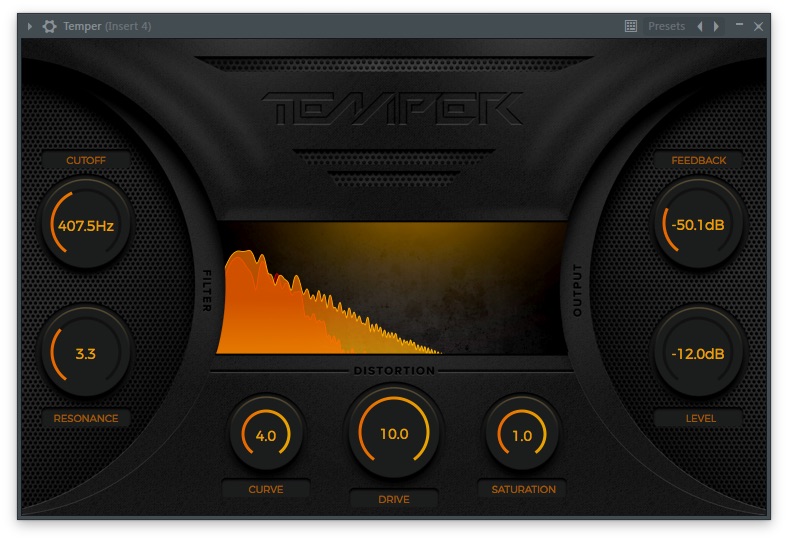 Temper (Insert 4)
Presets
TEMPER
CUTOFF
407.5Hz
3.3
RESONANCE
FILTER
FEEDBACK
-50.1dB
-12.0dB
LEVEL
OUTPUT
DISTORTION
4.0
CURVE
10.0
DRIVE
1.0
SATURATION